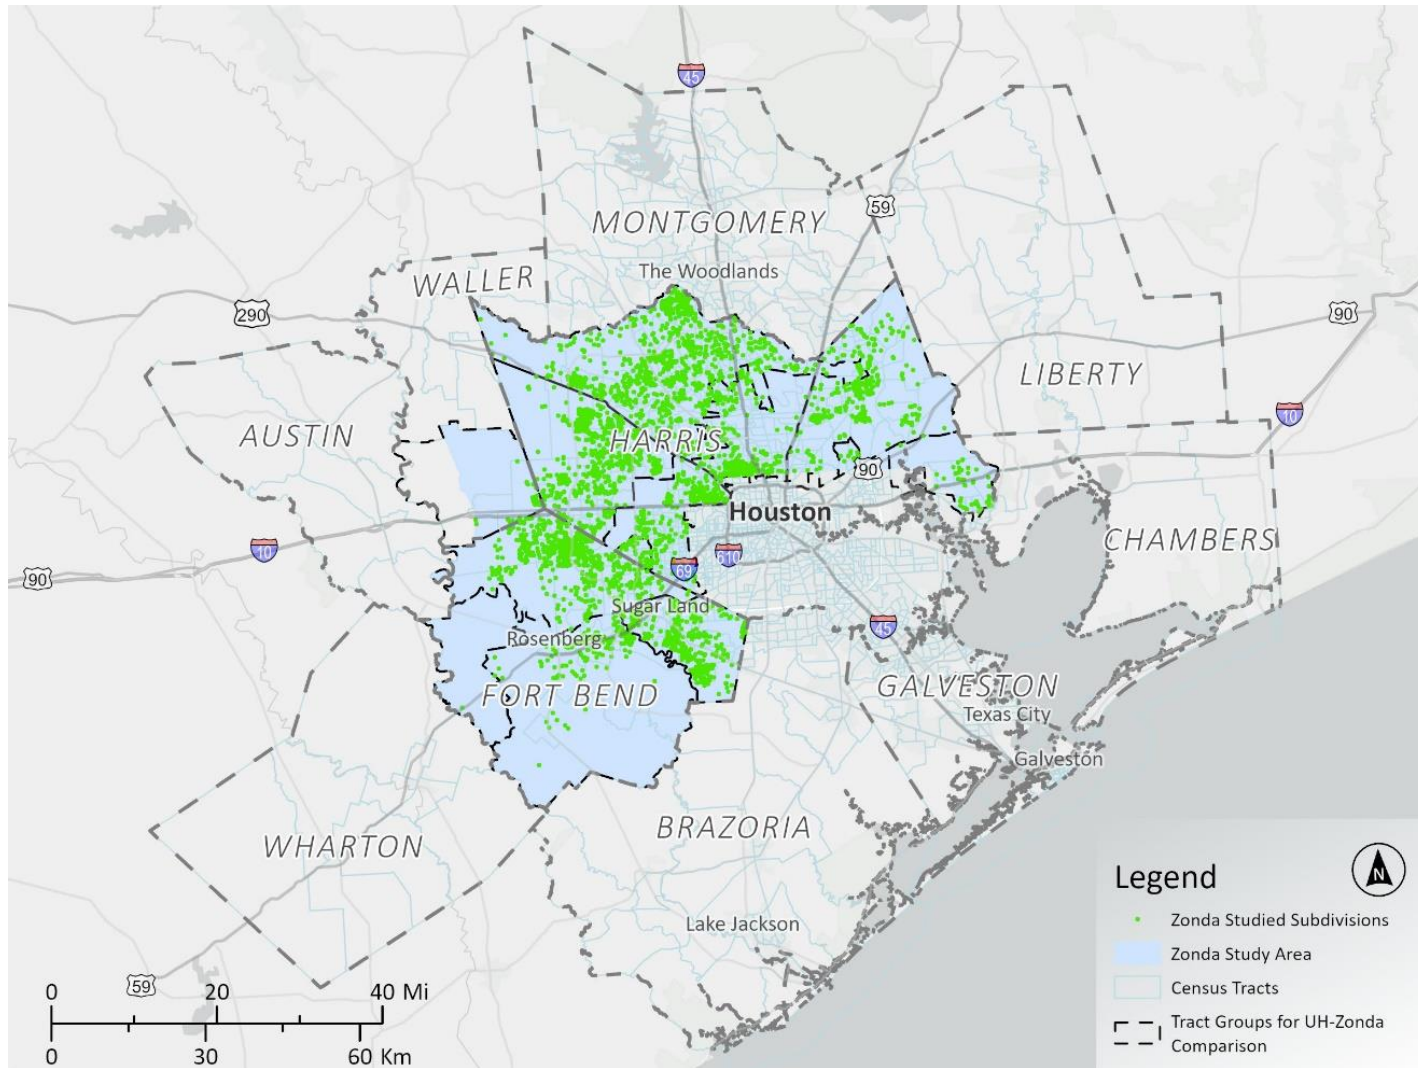 45
59
MONTGOMERY
The Woodlands
WALLER
290
90
LIBERTY
10
AUSTIN
HARRIS
90
Houston
CHAMBERS
10
90
610
69
Sugar Land
45
Rosenberg
FORT BEND
GALVESTON
Texas City
Galveston
BRAZORIA
WHARTON
Lake Jackson
59
0 20 40 Mi
0 30 60 Km
Legend
N
Zonda Studied Subdivisions
Zonda Study Area
Census Tracts
Tract Groups for UH-Zonda
Comparison